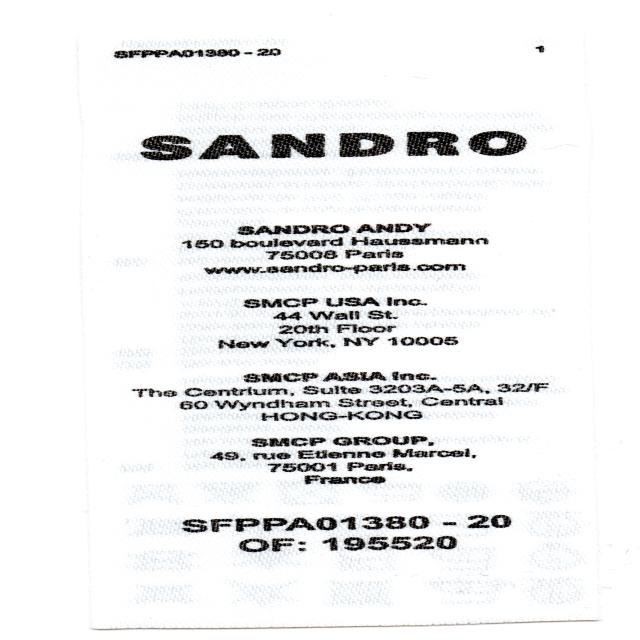 SFPPA01380 - 20 1
SANDRO
SANDRO ANDY
150 boulevard Haussmann
75008 Paris
www.sandro-paris.com
SMCP USA Inc.
44 Wall St.
20th Floor
New York, NY 10005
SMCP ASIA Inc.
The Centrium, Suite 3203A-5A, 32/F
60 Wyndham Street, Central
HONG-KONG
SMCP GROUP,
49, rue Etienne Marcel,
75001 Paris,
France
SFPPA01380 - 20
OF: 195520